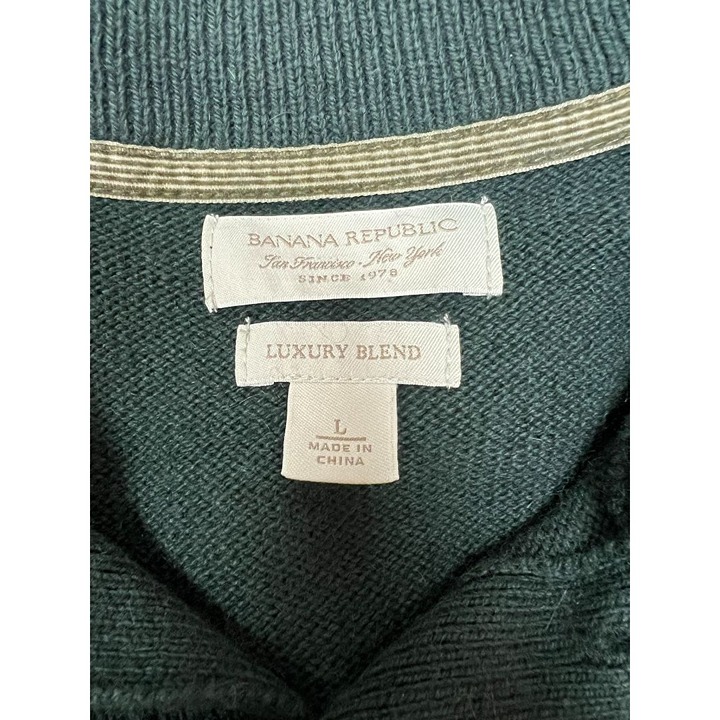 BANANA REPUBLIC
San Francisco · New York
SINCE 1978
LUXURY BLEND
L
MADE IN
CHINA